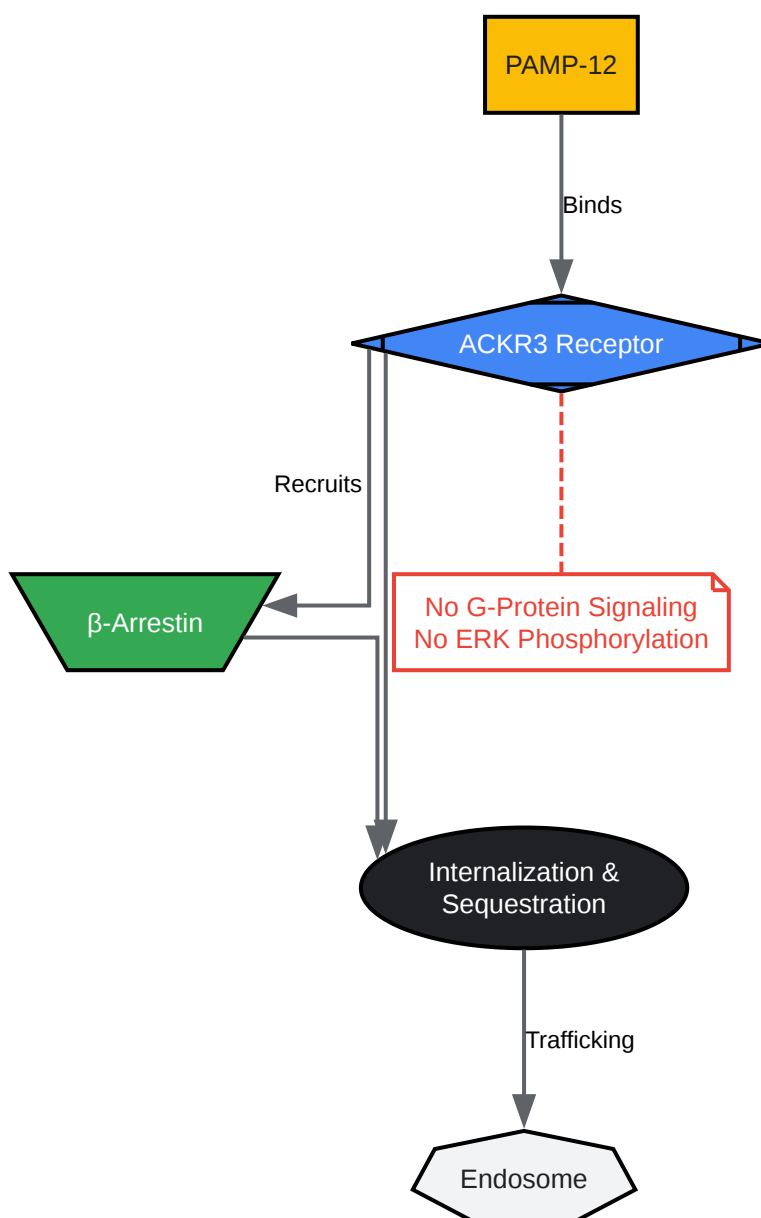 PAMP-12
Binds
ACKR3 Receptor
Recruits
β-Arrestin
No G-Protein Signaling
No ERK Phosphorylation
Internalization &
Sequestration
Trafficking
Endosome